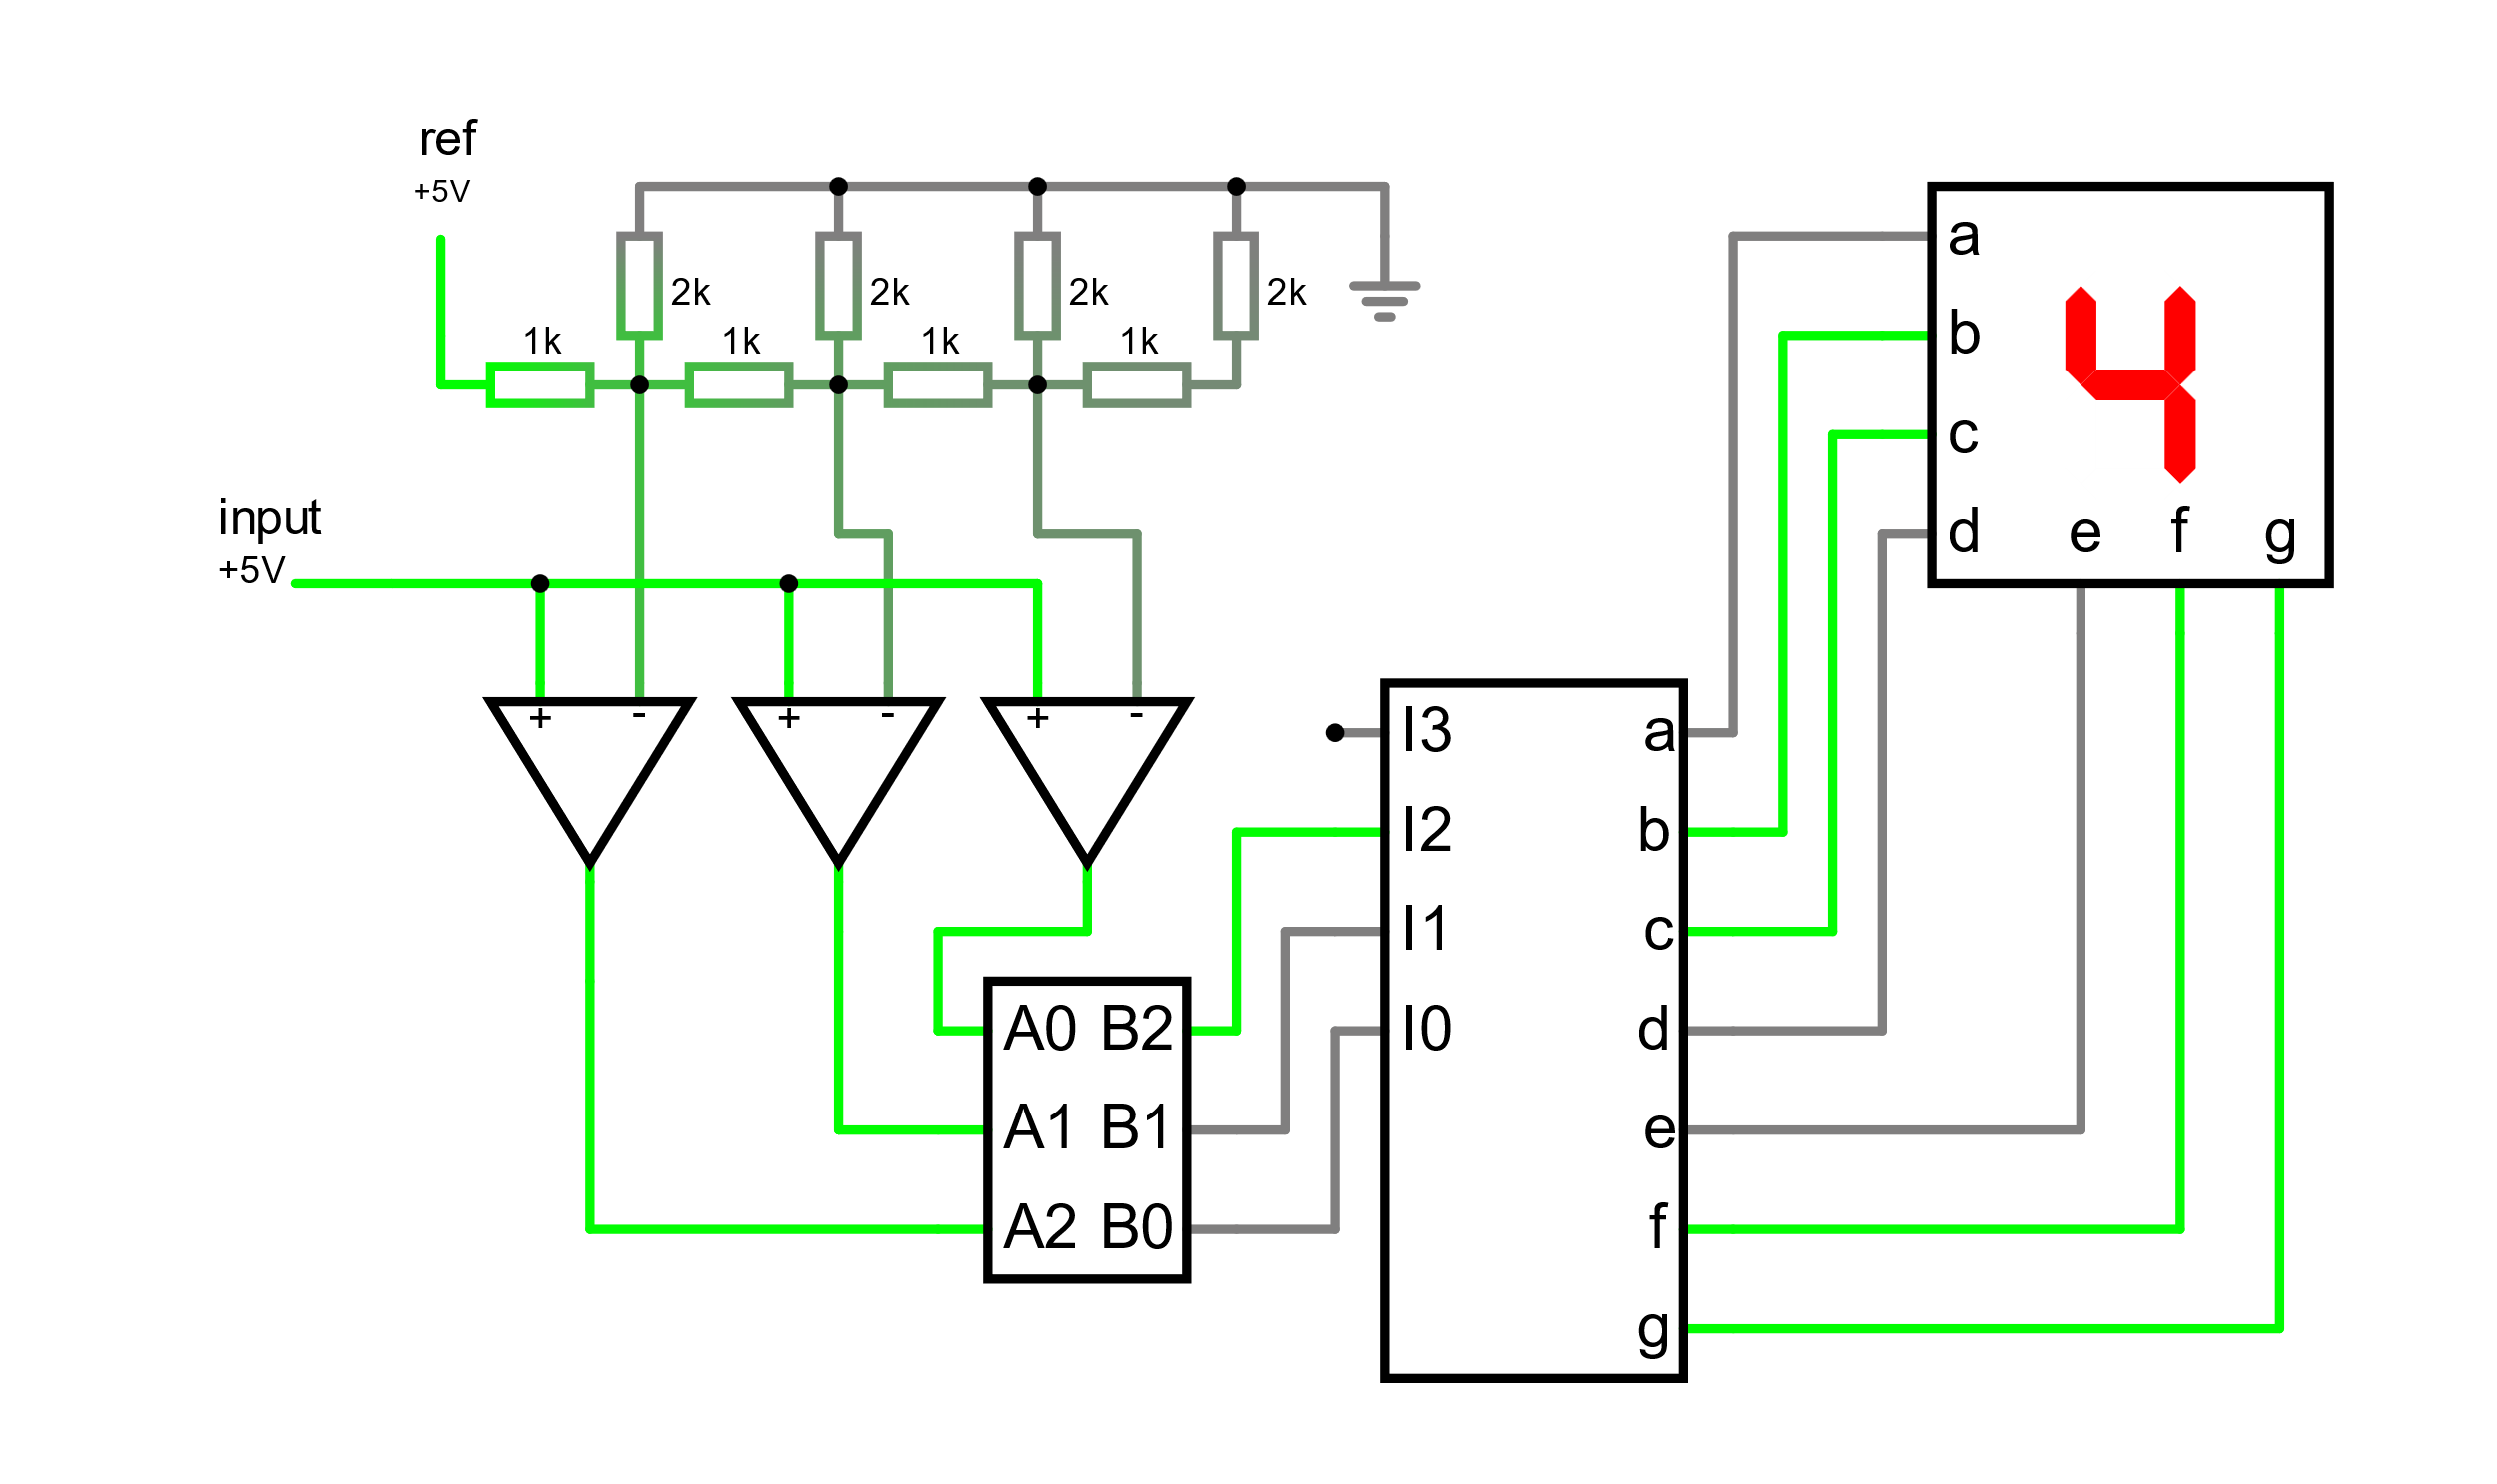 ref
+5V
2k 2k 2k 2k
1k 1k 1k 1k
input
+5V
+ - + - + -
a
b
c
d e f g
4
I3 a
I2 b
I1 c
I0 d
e
f
g
A0 B2
A1 B1
A2 B0